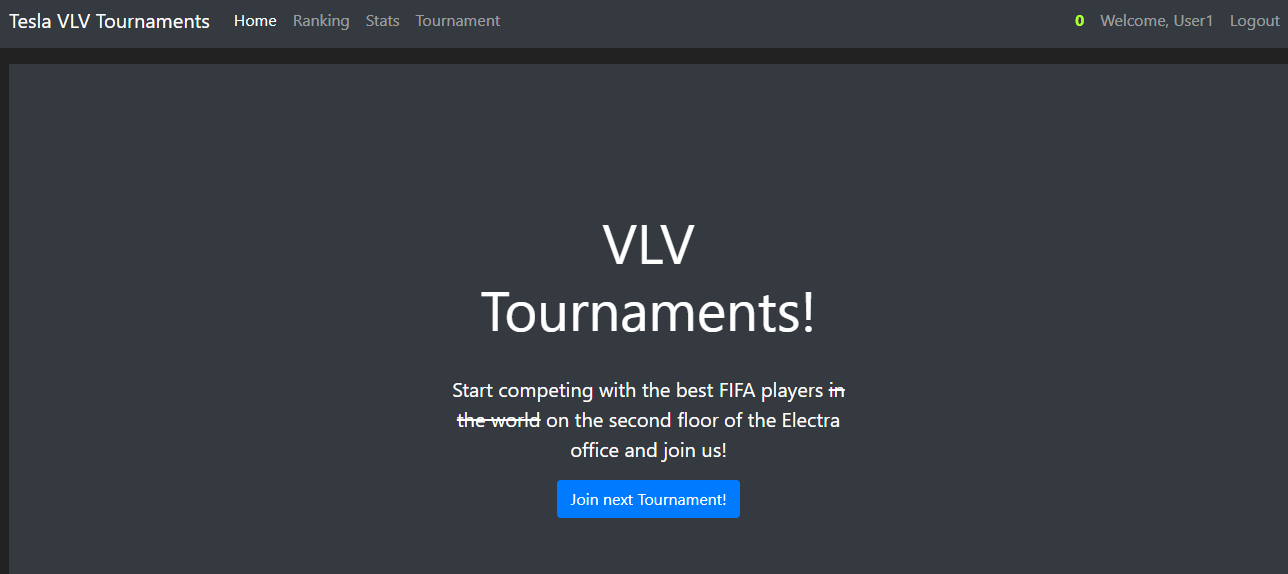 Tesla VLV Tournaments Home Ranking Stats Tournament 0 Welcome, User1 Logout
VLV
Tournaments!
Start competing with the best FIFA players in
the world on the second floor of the Electra
office and join us!
Join next Tournament!